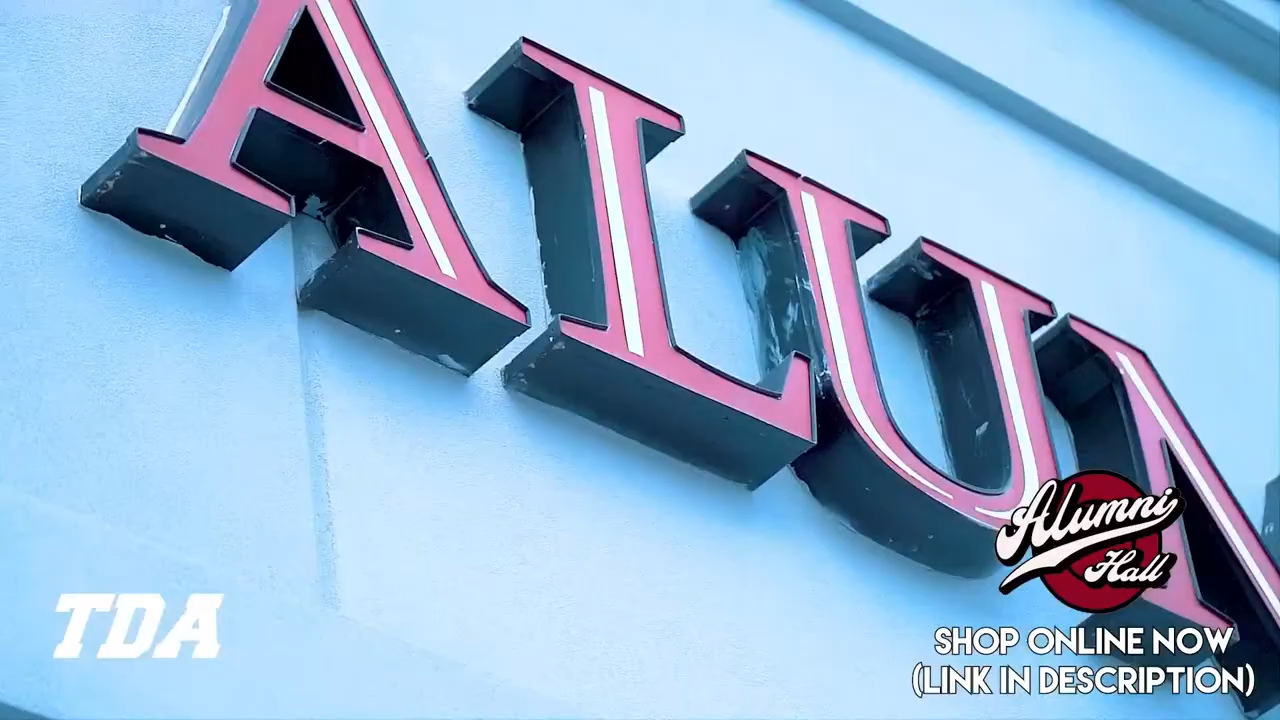 ALUM
Alumni
Hall
TDA
SHOP ONLINE NOW
(LINK IN DESCRIPTION)